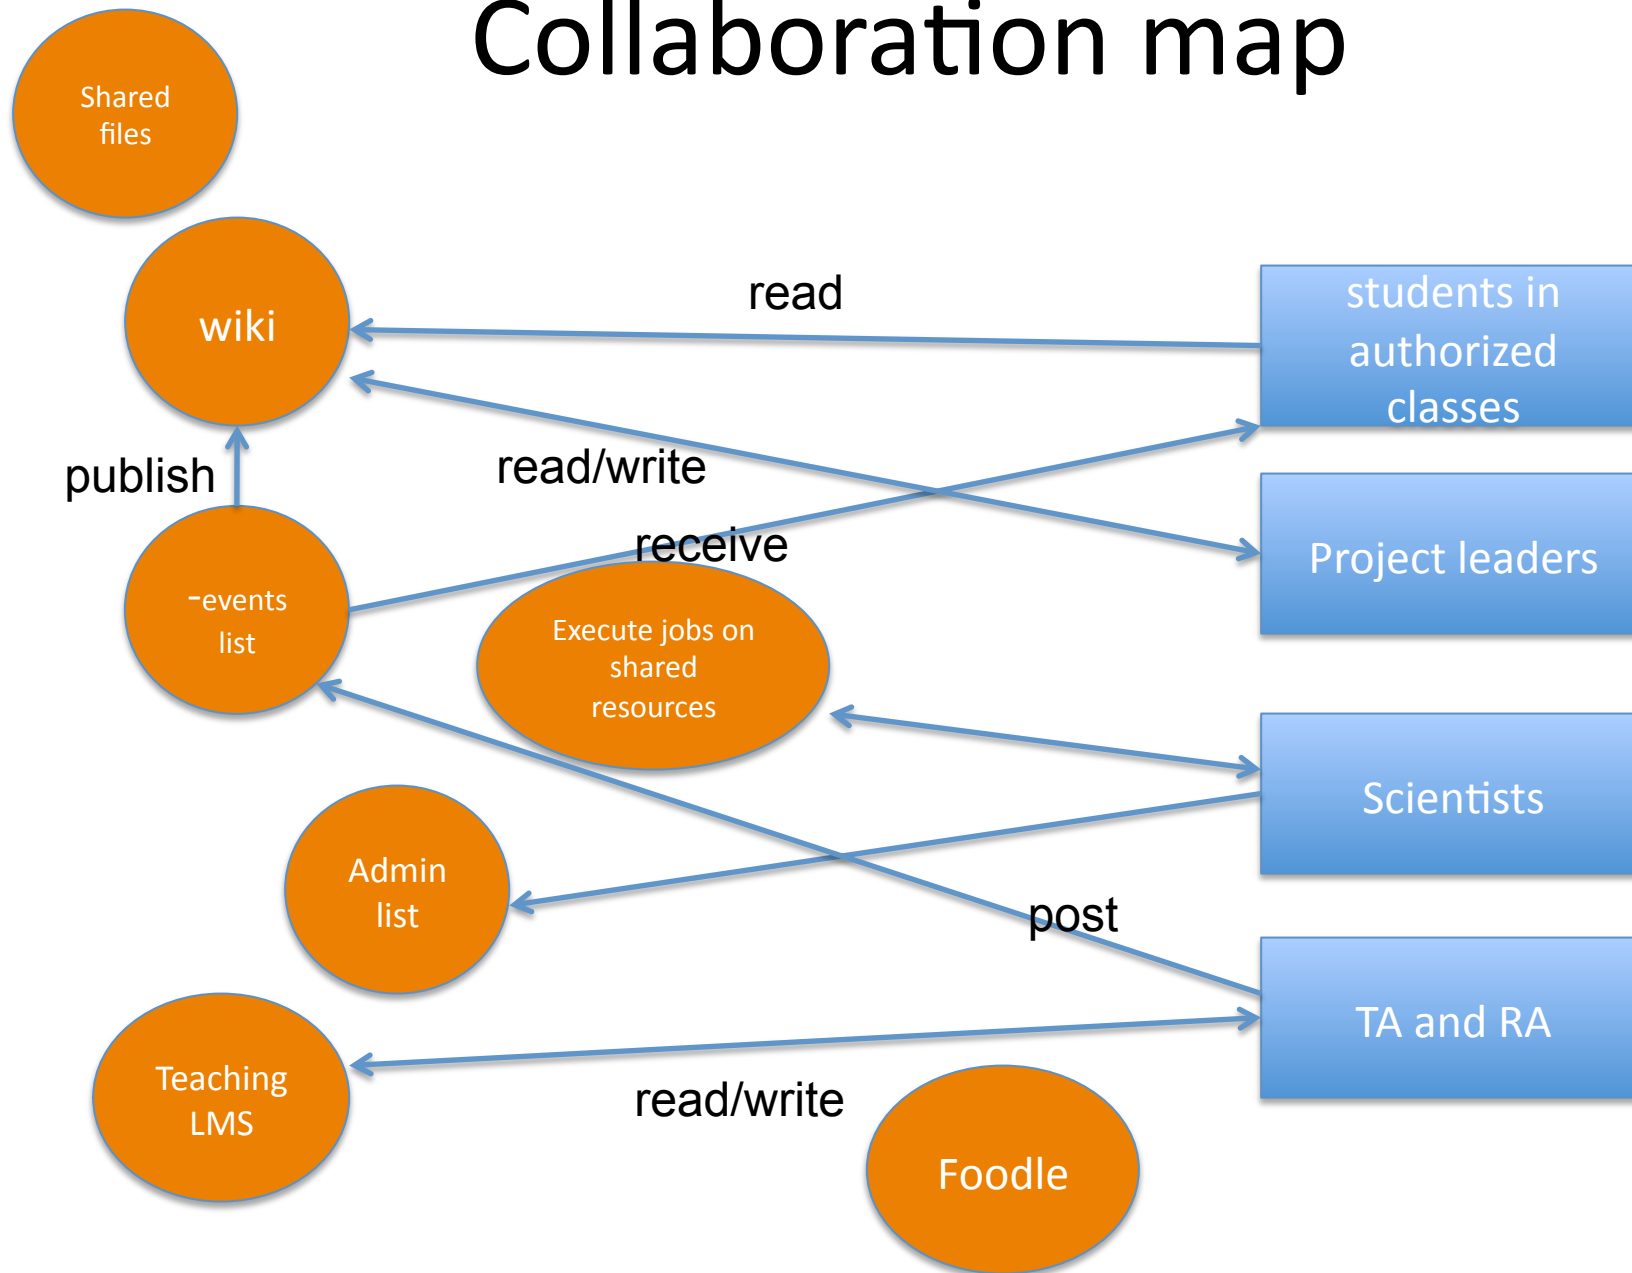 Collaboration map
Shared
files
wiki
read
students in
authorized
classes
publish
read/write
receive
Project leaders
-events
list
Execute jobs on
shared
resources
Scientists
Admin
list
post
TA and RA
Teaching
LMS
read/write
Foodle